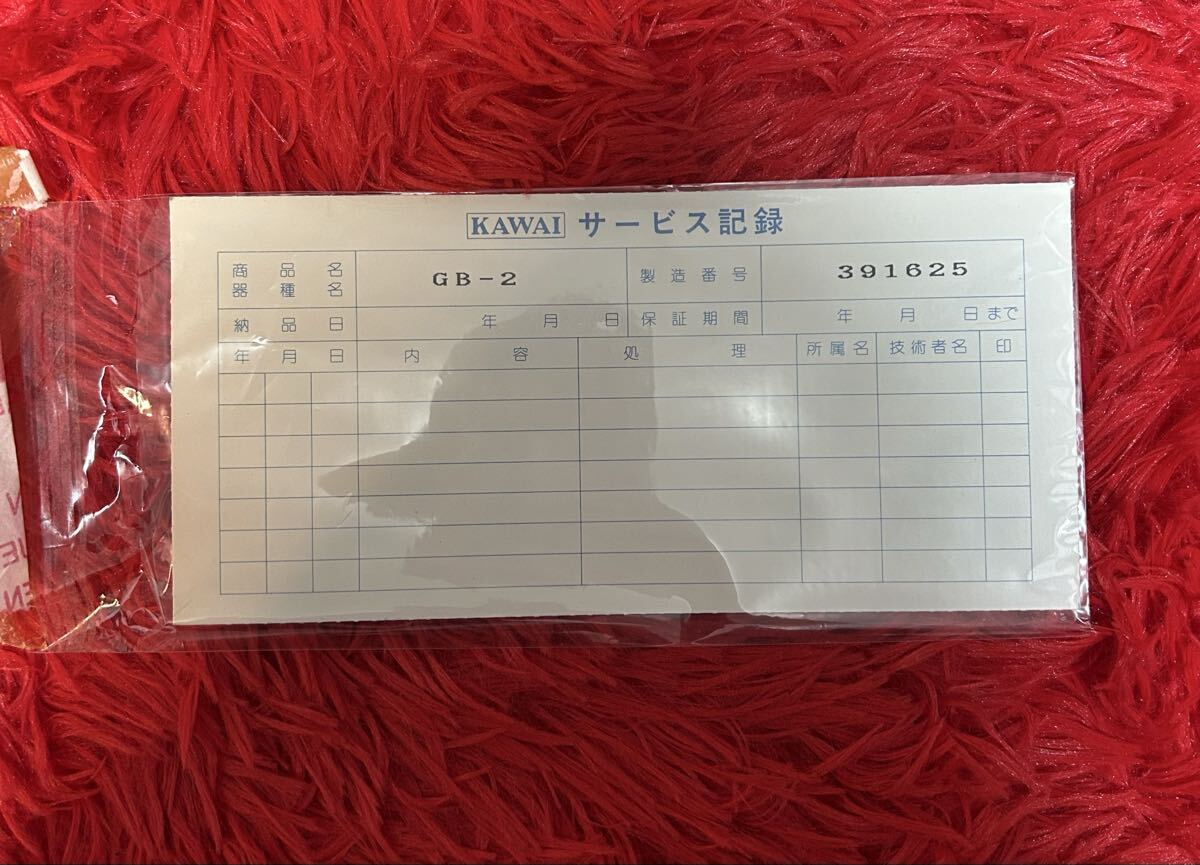 KAWAI サービス記録
商品名 器種名 GB-2 製造番号 391625
納品日 年 月 日 保証期間 年 月 日まで
年 月 日 内容 処理 所属名 技術者名 印